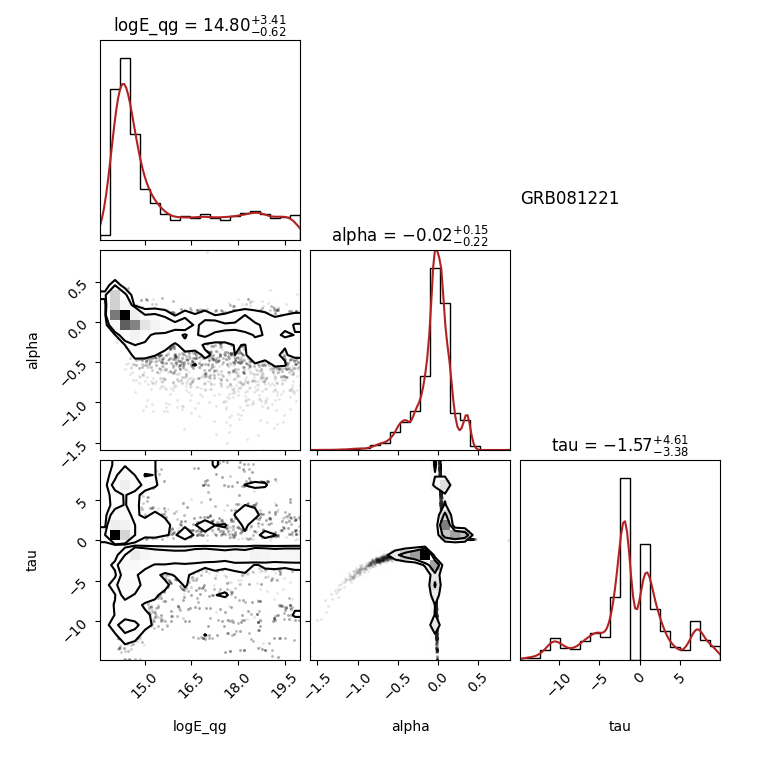 logE_qg = 14.80^{+3.41}_{−0.62}
GRB081221
alpha = −0.02^{+0.15}_{−0.22}
0.5
0.0
−0.5
−1.0
−1.5
alpha
tau = −1.57^{+4.61}_{−3.38}
5
0
−5
−10
tau
15.0 16.5 18.0 19.5 −1.5 −1.0 −0.5 0.0 0.5 −10 −5 0 5
logE_qg alpha tau